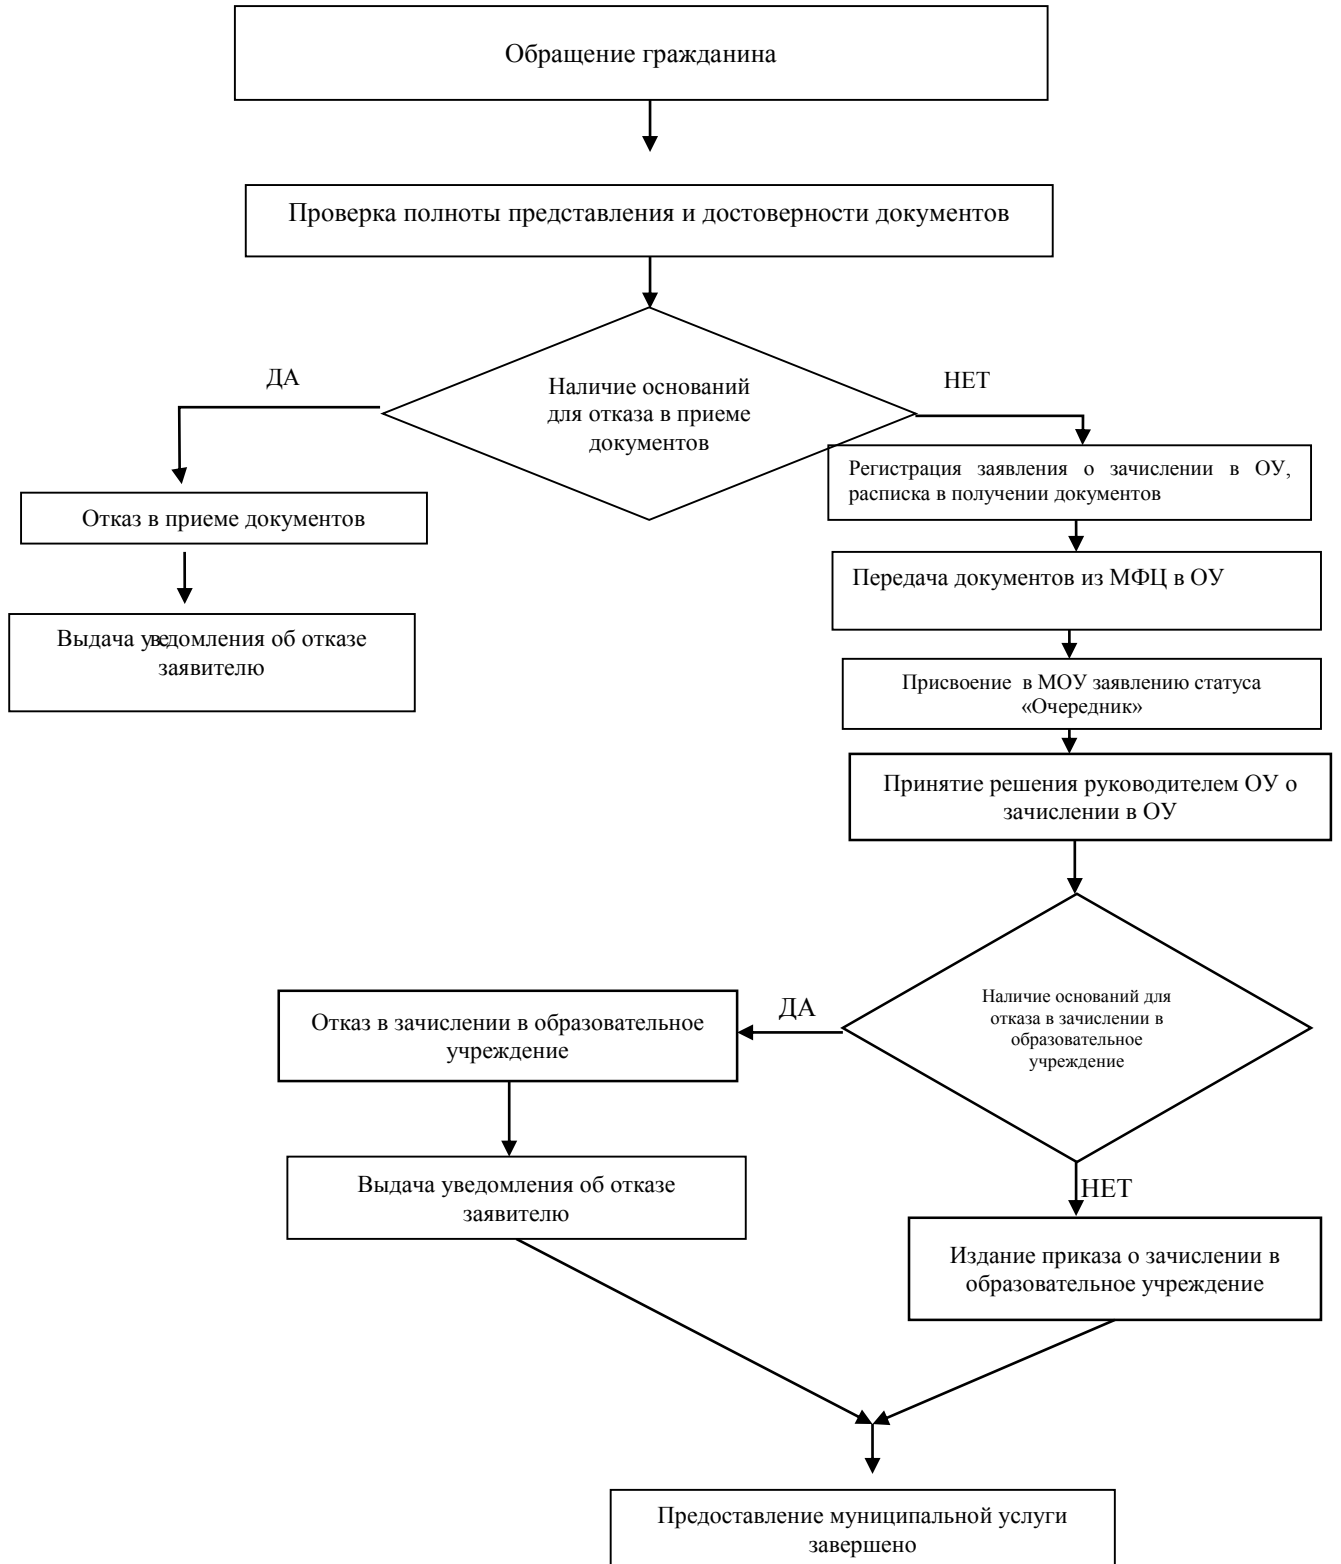 Обращение гражданина
Проверка полноты представления и достоверности документов
ДА
НЕТ
Наличие оснований
для отказа в приеме
документов
Регистрация заявления о зачислении в ОУ,
расписка в получении документов
Отказ в приеме документов
Передача документов из МФЦ в ОУ
Выдача уведомления об отказе
заявителю
Присвоение в МОУ заявлению статуса
«Очередник»
Принятие решения руководителем ОУ о
зачислении в ОУ
Наличие оснований для
отказа в зачислении в
образовательное
учреждение
ДА
Отказ в зачислении в образовательное
учреждение
Выдача уведомления об отказе
заявителю
НЕТ
Издание приказа о зачислении в
образовательное учреждение
Предоставление муниципальной услуги
завершено